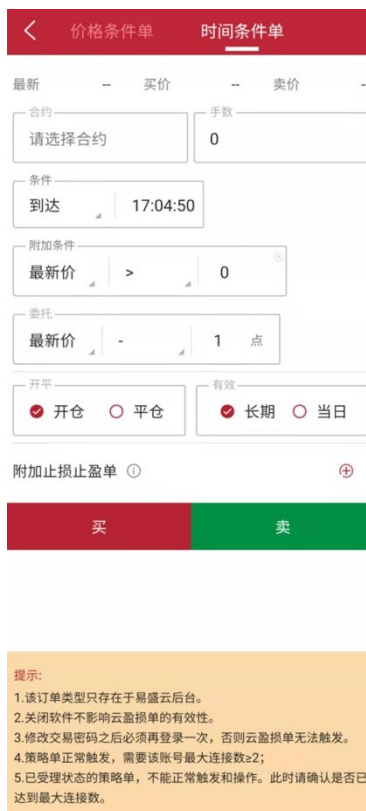 价格条件单 时间条件单
最新 -- 买价 -- 卖价 -
合约 手数
请选择合约 0
条件
到达 17:04:50
附加条件
最新价 > 0
委托
最新价 - 1 点
开平 有效
开仓 平仓 长期 当日
附加止损止盈单
买 卖
提示:
1.该订单类型只存在于易盛云后台。
2.关闭软件不影响云盈损单的有效性。
3.修改交易密码之后必须再登录一次，否则云盈损单无法触发。
4.策略单正常触发，需要该账号最大连接数≥2；
5.已受理状态的策略单，不能正常触发和操作。此时请确认是否已
达到最大连接数。